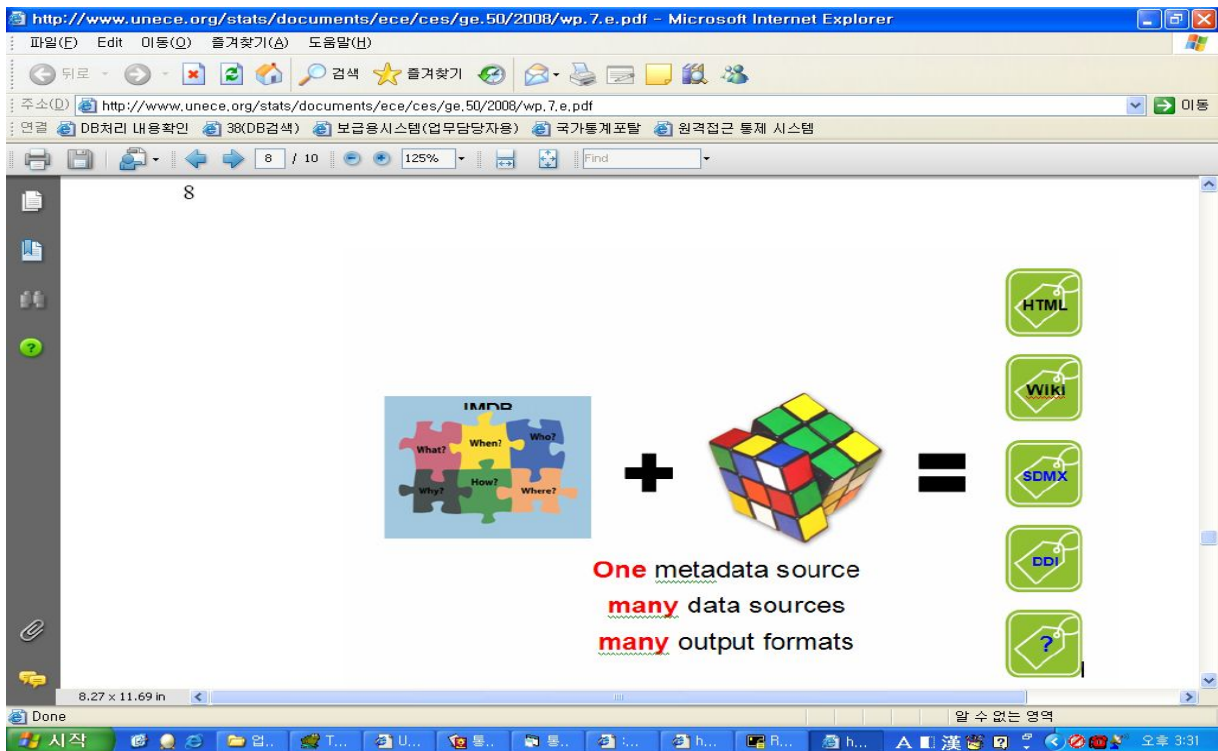 http://www.unece.org/stats/documents/ece/ces/ge.50/2008/wp.7.e.pdf - Microsoft Internet Explorer
파일(F) Edit 이동(O) 즐겨찾기(A) 도움말(H)
뒤로 검색 즐겨찾기
주소(D) http://www.unece.org/stats/documents/ece/ces/ge.50/2008/wp.7.e.pdf 이동
연결 DB처리 내용확인 38(DB검색) 보급용시스템(업무담당자용) 국가통계포탈 원격접근 통제 시스템
8 / 10 125% Find
8
HTML
Wiki
IMDB
What? When? Who?
Why? How? Where?
+ =
SDMX
DDI
One metadata source
many data sources
many output formats
?
8.27 x 11.69 in
Done 알 수 없는 영역
시작 업.. T... U... 통.. 통.. :... h... R... h... A 漢 오후 3:31